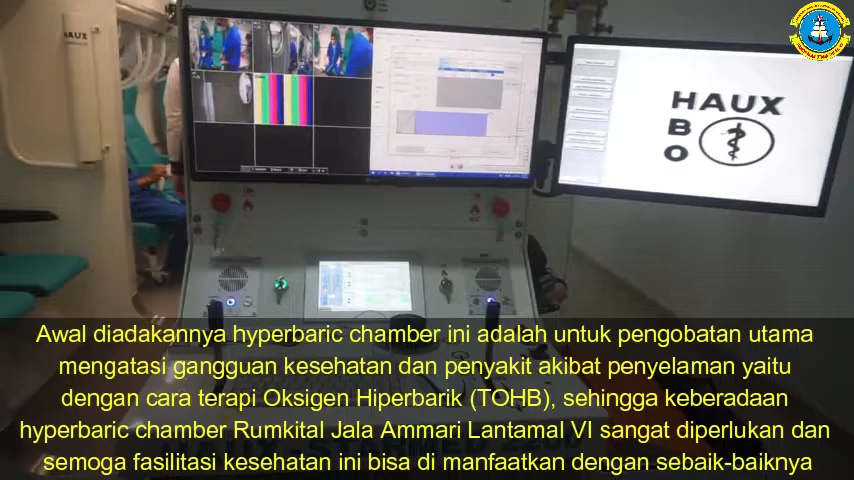 HAUX
HAUX
B
O
Awal diadakannya hyperbaric chamber ini adalah untuk pengobatan utama
mengatasi gangguan kesehatan dan penyakit akibat penyelaman yaitu
dengan cara terapi Oksigen Hiperbarik (TOHB), sehingga keberadaan
hyperbaric chamber Rumkital Jala Ammari Lantamal VI sangat diperlukan dan
semoga fasilitasi kesehatan ini bisa di manfaatkan dengan sebaik-baiknya